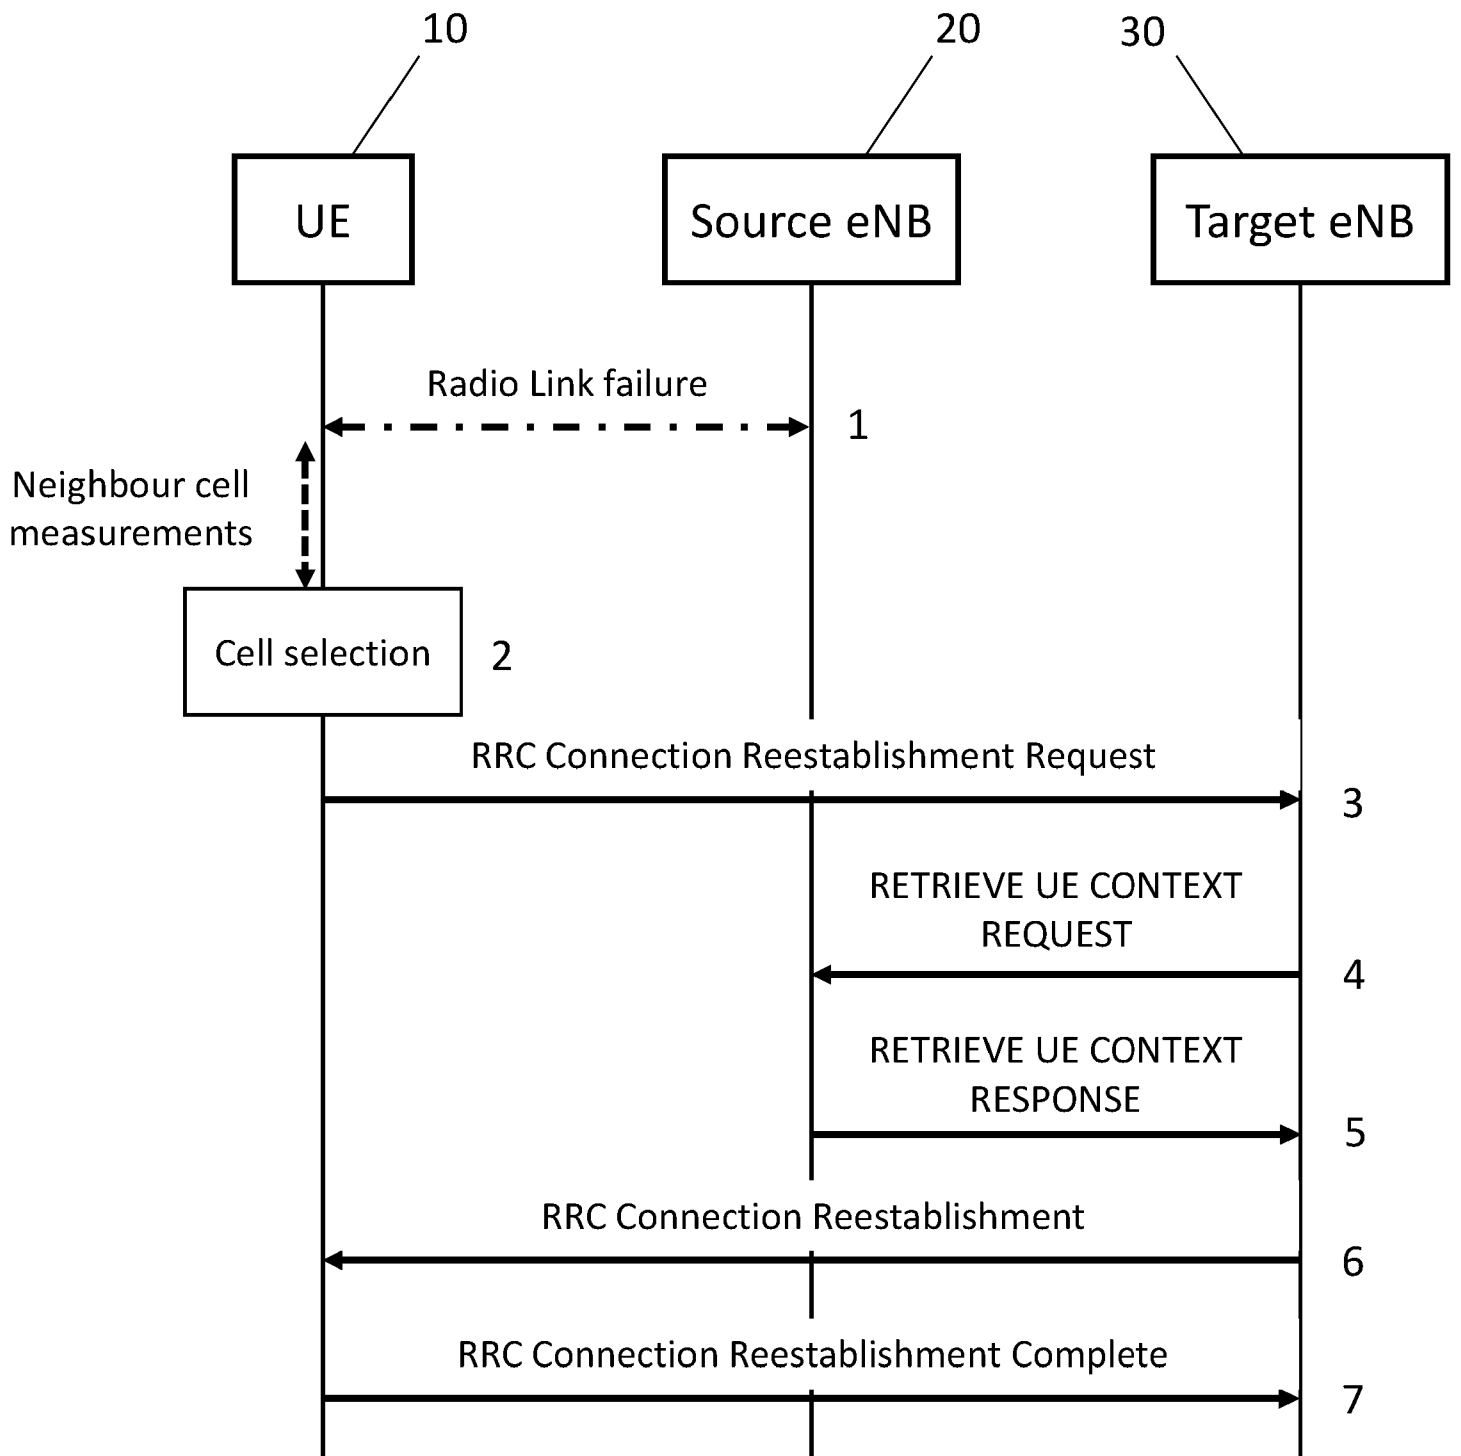 10
20
30
UE
Source eNB
Target eNB
Radio Link failure
1
Neighbour cell
measurements
Cell selection
2
RRC Connection Reestablishment Request
3
RETRIEVE UE CONTEXT
REQUEST
4
RETRIEVE UE CONTEXT
RESPONSE
5
RRC Connection Reestablishment
6
RRC Connection Reestablishment Complete
7